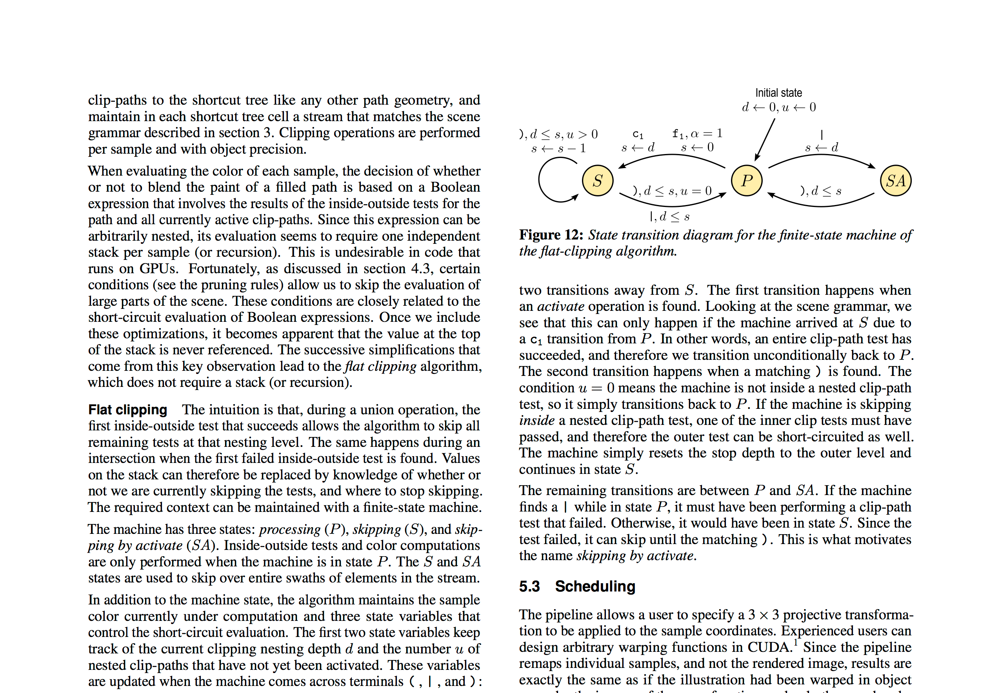 clip-paths to the shortcut tree like any other path geometry, and
maintain in each shortcut tree cell a stream that matches the scene
grammar described in section 3. Clipping operations are performed
per sample and with object precision.
When evaluating the color of each sample, the decision of whether
or not to blend the paint of a filled path is based on a Boolean
expression that involves the results of the inside-outside tests for the
path and all currently active clip-paths. Since this expression can be
arbitrarily nested, its evaluation seems to require one independent
stack per sample (or recursion). This is undesirable in code that
runs on GPUs. Fortunately, as discussed in section 4.3, certain
conditions (see the pruning rules) allow us to skip the evaluation of
large parts of the scene. These conditions are closely related to the
short-circuit evaluation of Boolean expressions. Once we include
these optimizations, it becomes apparent that the value at the top
of the stack is never referenced. The successive simplifications that
come from this key observation lead to the flat clipping algorithm,
which does not require a stack (or recursion).
Flat clipping The intuition is that, during a union operation, the
first inside-outside test that succeeds allows the algorithm to skip all
remaining tests at that nesting level. The same happens during an
intersection when the first failed inside-outside test is found. Values
on the stack can therefore be replaced by knowledge of whether or
not we are currently skipping the tests, and where to stop skipping.
The required context can be maintained with a finite-state machine.
The machine has three states: processing (P), skipping (S), and skip-
ping by activate (SA). Inside-outside tests and color computations
are only performed when the machine is in state P. The S and SA
states are used to skip over entire swaths of elements in the stream.
In addition to the machine state, the algorithm maintains the sample
color currently under computation and three state variables that
control the short-circuit evaluation. The first two state variables keep
track of the current clipping nesting depth d and the number u of
nested clip-paths that have not yet been activated. These variables
are updated when the machine comes across terminals ( , | , and ) :
Initial state
d ← 0, u ← 0
), d ≤ s, u > 0
s ← s − 1
c₁
s ← d
f₁, α = 1
s ← 0
|
s ← d
S
P
SA
), d ≤ s, u = 0
), d ≤ s
|, d ≤ s
Figure 12: State transition diagram for the finite-state machine of
the flat-clipping algorithm.
two transitions away from S. The first transition happens when
an activate operation is found. Looking at the scene grammar, we
see that this can only happen if the machine arrived at S due to
a c₁ transition from P. In other words, an entire clip-path test has
succeeded, and therefore we transition unconditionally back to P.
The second transition happens when a matching ) is found. The
condition u = 0 means the machine is not inside a nested clip-path
test, so it simply transitions back to P. If the machine is skipping
inside a nested clip-path test, one of the inner clip tests must have
passed, and therefore the outer test can be short-circuited as well.
The machine simply resets the stop depth to the outer level and
continues in state S.
The remaining transitions are between P and SA. If the machine
finds a | while in state P, it must have been performing a clip-path
test that failed. Otherwise, it would have been in state S. Since the
test failed, it can skip until the matching ) . This is what motivates
the name skipping by activate.
5.3 Scheduling
The pipeline allows a user to specify a 3 × 3 projective transforma-
tion to be applied to the sample coordinates. Experienced users can
design arbitrary warping functions in CUDA.¹ Since the pipeline
remaps individual samples, and not the rendered image, results are
exactly the same as if the illustration had been warped in object